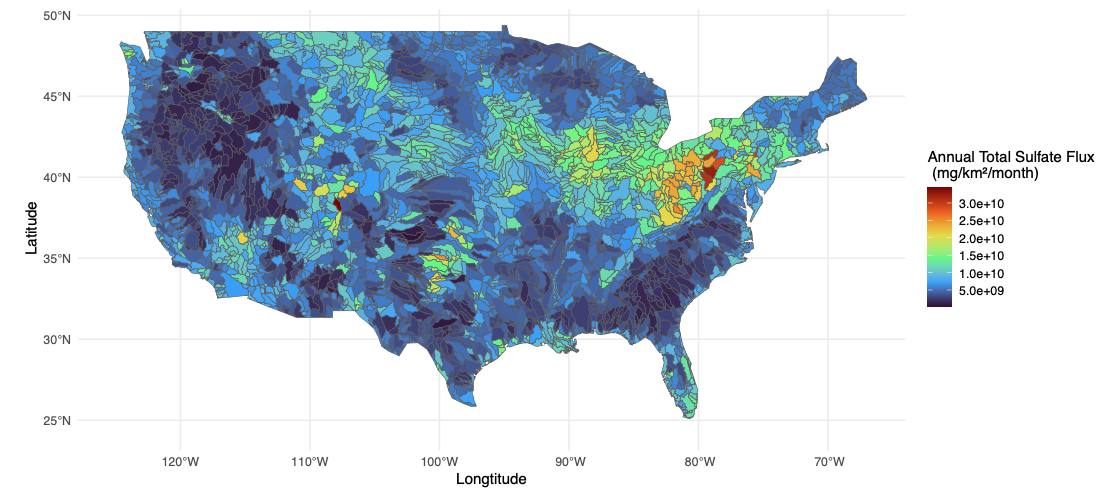 50°N
45°N
40°N
35°N
30°N
25°N
Latitude
120°W
110°W
100°W
90°W
80°W
70°W
Longtitude
Annual Total Sulfate Flux
(mg/km²/month)
3.0e+10
2.5e+10
2.0e+10
1.5e+10
1.0e+10
5.0e+09